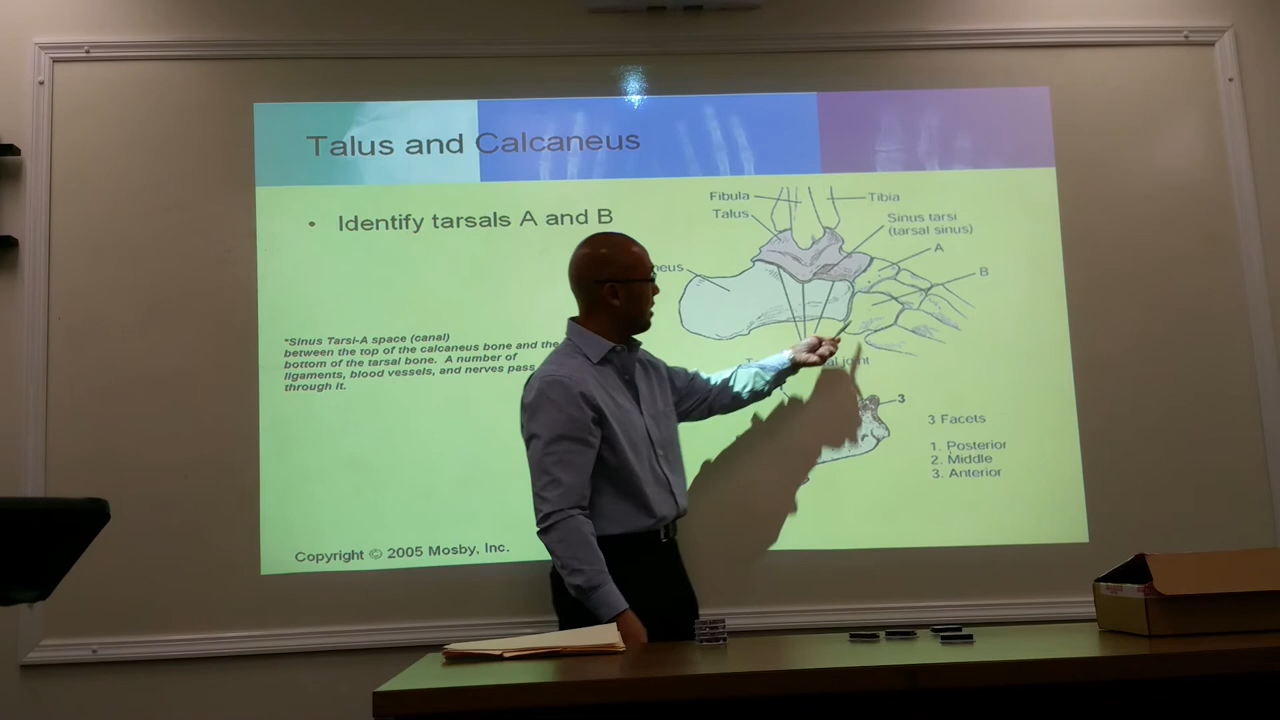 Talus and Calcaneus
• Identify tarsals A and B
Fibula
Tibia
Talus
Sinus tarsi
(tarsal sinus)
A
B
neus
*Sinus Tarsi-A space (canal)
between the top of the calcaneus bone and the
bottom of the tarsal bone. A number of
ligaments, blood vessels, and nerves pass
through it.
joint
3
3 Facets
1. Posterior
2. Middle
3. Anterior
Copyright © 2005 Mosby, Inc.